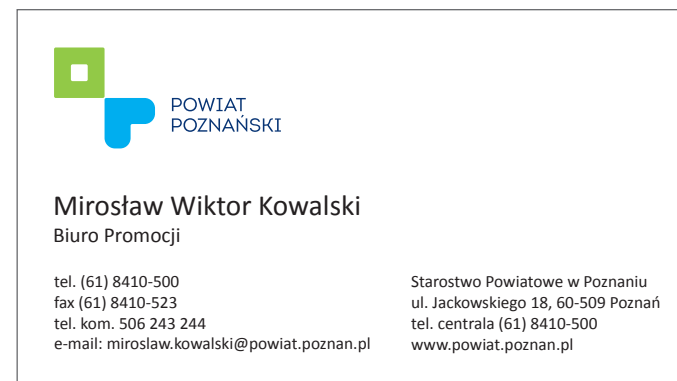 POWIAT
POZNAŃSKI
Mirosław Wiktor Kowalski
Biuro Promocji
tel. (61) 8410-500
fax (61) 8410-523
tel. kom. 506 243 244
e-mail: miroslaw.kowalski@powiat.poznan.pl
Starostwo Powiatowe w Poznaniu
ul. Jackowskiego 18, 60-509 Poznań
tel. centrala (61) 8410-500
www.powiat.poznan.pl